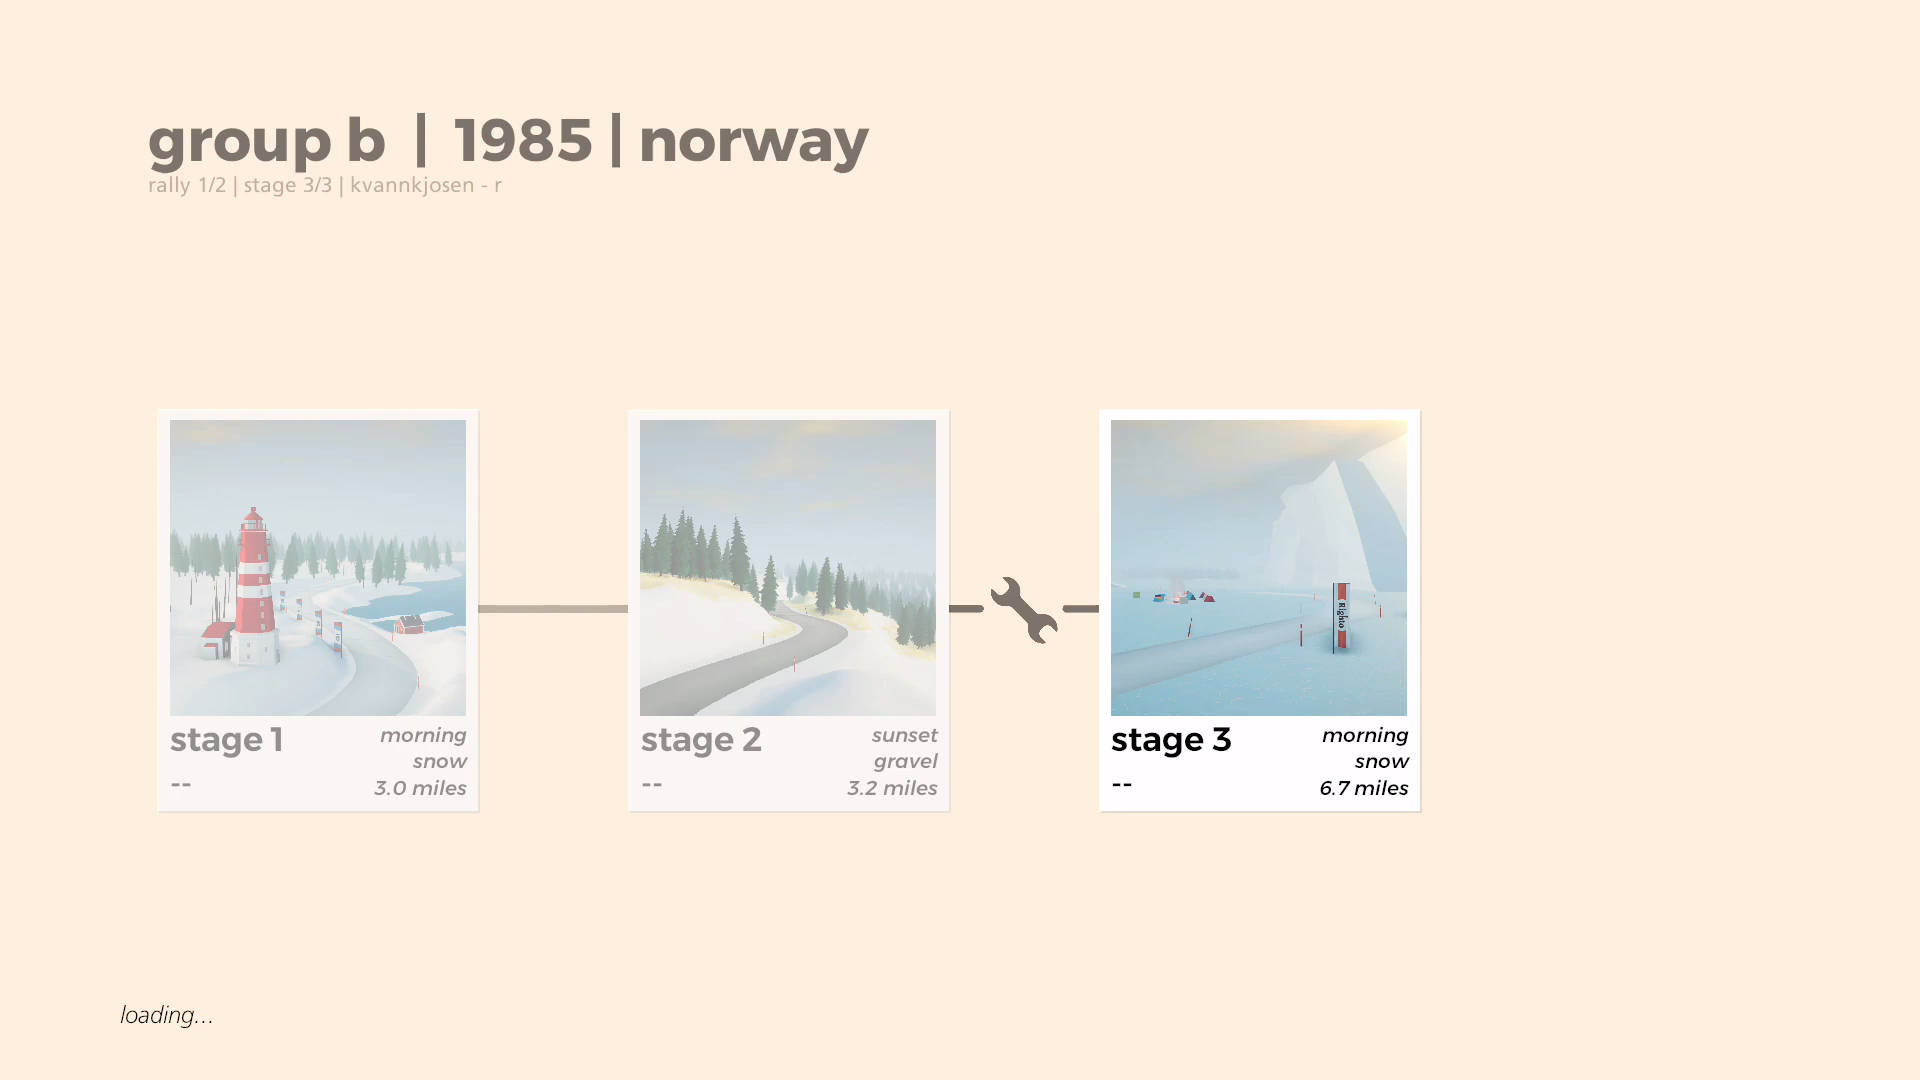 group b | 1985 | norway
rally 1/2 | stage 3/3 | kvannkjosen - r
stage 1
--
morning
snow
3.0 miles
stage 2
--
sunset
gravel
3.2 miles
Righto
stage 3
--
morning
snow
6.7 miles
loading...